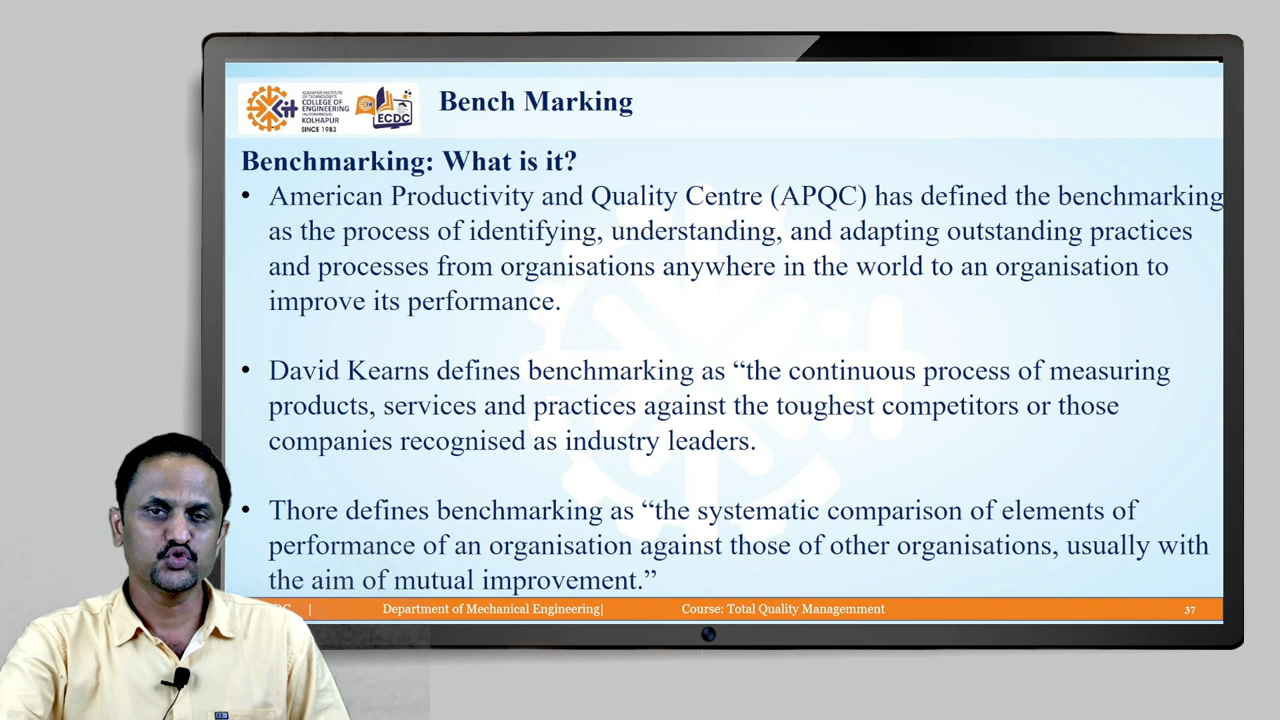 KOLHAPUR INSTITUTE
OF TECHNOLOGY'S
COLLEGE OF
ENGINEERING
(AUTONOMOUS),
KOLHAPUR
SINCE 1983
ECDC
Bench Marking
Benchmarking: What is it?
• American Productivity and Quality Centre (APQC) has defined the benchmarking
as the process of identifying, understanding, and adapting outstanding practices
and processes from organisations anywhere in the world to an organisation to
improve its performance.
• David Kearns defines benchmarking as “the continuous process of measuring
products, services and practices against the toughest competitors or those
companies recognised as industry leaders.
• Thore defines benchmarking as “the systematic comparison of elements of
performance of an organisation against those of other organisations, usually with
the aim of mutual improvement.”
| Department of Mechanical Engineering| Course: Total Quality Managemment 37